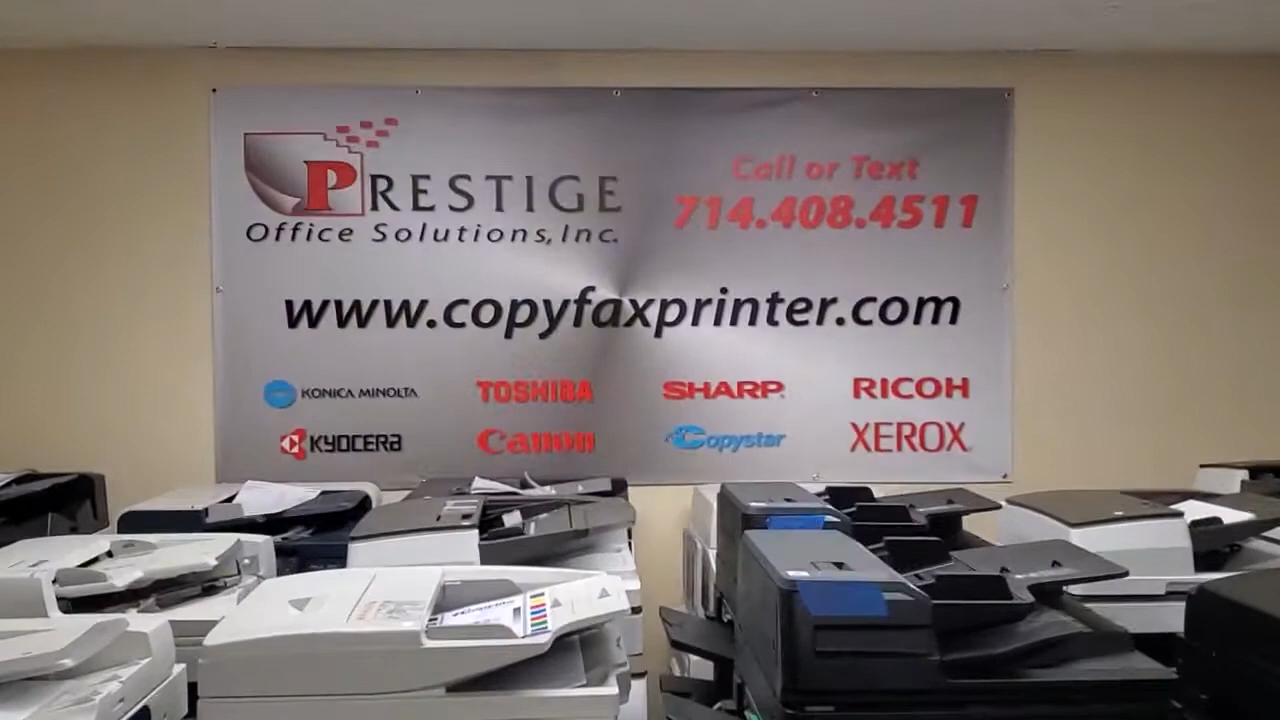 PRESTIGE
Office Solutions, Inc.
Call or Text
714.408.4511
www.copyfaxprinter.com
KONICA MINOLTA
TOSHIBA
SHARP
RICOH
KYOCERA
Canon
Copystar
XEROX